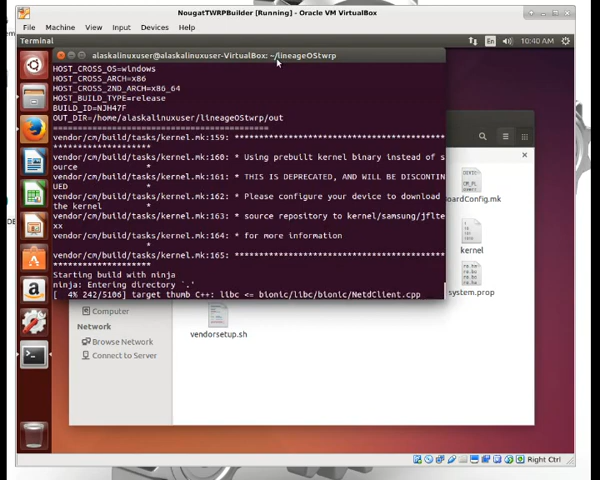 NougatTWRPBuilder [Running] - Oracle VM VirtualBox
File Machine View Input Devices Help
Terminal En 10:40 AM
alaskalinuxuser@alaskalinuxuser-VirtualBox: ~/lineageOStwrp
HOST_CROSS_OS=windows
HOST_CROSS_ARCH=x86
HOST_CROSS_2ND_ARCH=x86_64
HOST_BUILD_TYPE=release
BUILD_ID=NJH47F
OUT_DIR=/home/alaskalinuxuser/lineageOStwrp/out
============================================
vendor/cm/build/tasks/kernel.mk:159: ***************************************
********************
vendor/cm/build/tasks/kernel.mk:160: * Using prebuilt kernel binary instead of s
ource *
vendor/cm/build/tasks/kernel.mk:161: * THIS IS DEPRECATED, AND WILL BE DISCONTIN
UED *
vendor/cm/build/tasks/kernel.mk:162: * Please configure your device to download
the kernel *
vendor/cm/build/tasks/kernel.mk:163: * source repository to kernel/samsung/jflte
xx *
vendor/cm/build/tasks/kernel.mk:164: * for more information
*
vendor/cm/build/tasks/kernel.mk:165: ***************************************
********************
Starting build with ninja
ninja: Entering directory `.'
[ 4% 242/5106] target thumb C++: libc <= bionic/libc/bionic/NetdClient.cpp
oardConfig.mk
kernel
system.prop
vendorsetup.sh
Computer
Network
Browse Network
Connect to Server
Right Ctrl